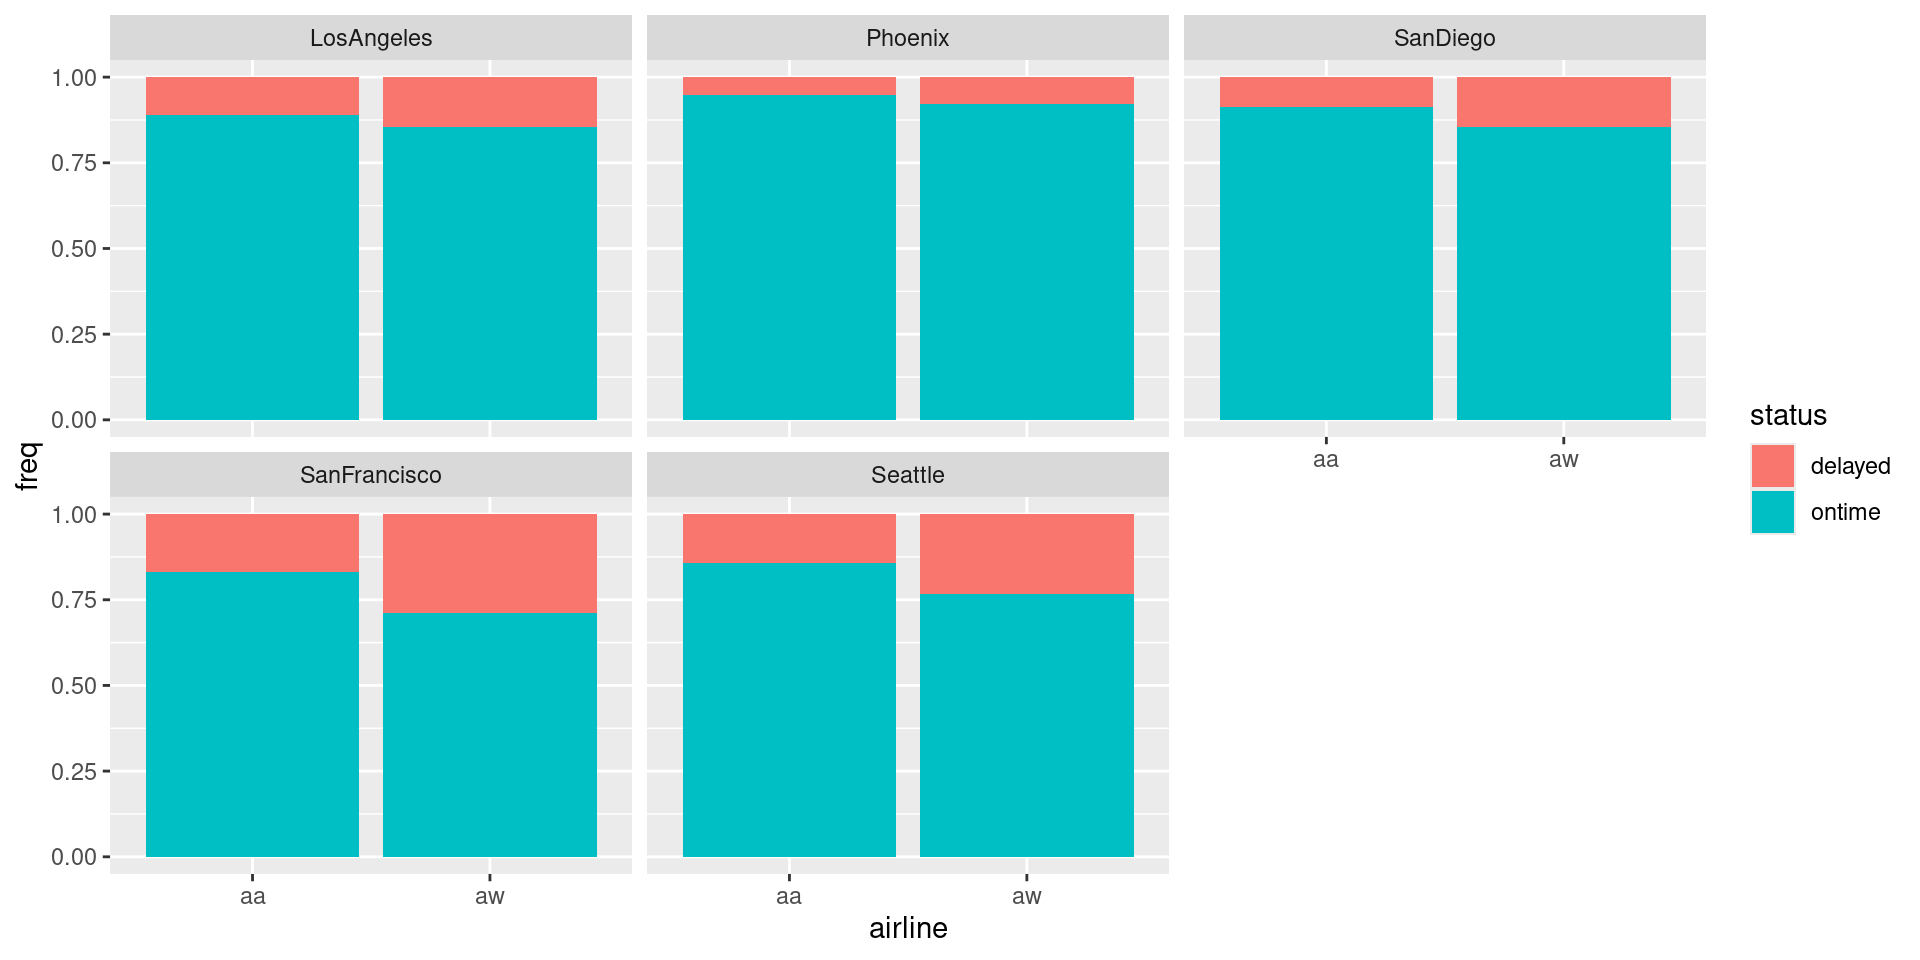 LosAngeles
Phoenix
SanDiego
1.00
0.75
0.50
0.25
0.00
aa
aw
SanFrancisco
Seattle
1.00
0.75
0.50
0.25
0.00
aa
aw
aa
aw
airline
freq
status
delayed
ontime